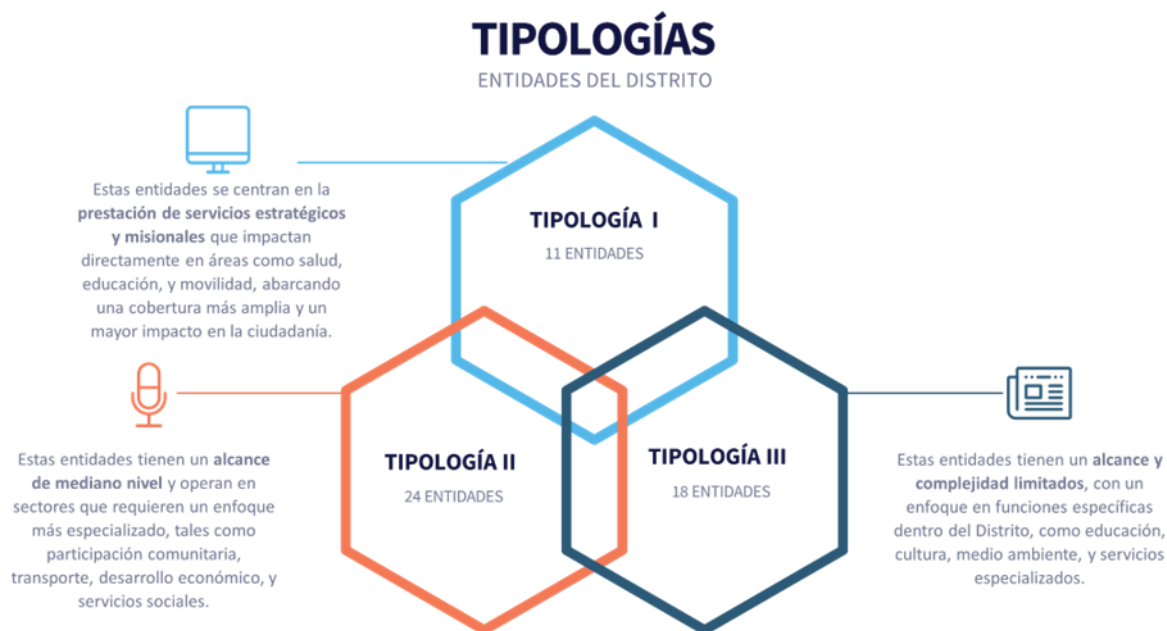 TIPOLOGÍAS
ENTIDADES DEL DISTRITO
Estas entidades se centran en la
prestación de servicios estratégicos
y misionales que impactan
directamente en áreas como salud,
educación, y movilidad, abarcando
una cobertura más amplia y un
mayor impacto en la ciudadanía.
TIPOLOGÍA I
11 ENTIDADES
Estas entidades tienen un alcance
de mediano nivel y operan en
sectores que requieren un enfoque
más especializado, tales como
participación comunitaria,
transporte, desarrollo económico, y
servicios sociales.
TIPOLOGÍA II
24 ENTIDADES
TIPOLOGÍA III
18 ENTIDADES
Estas entidades tienen un alcance y
complejidad limitados, con un
enfoque en funciones específicas
dentro del Distrito, como educación,
cultura, medio ambiente, y servicios
especializados.